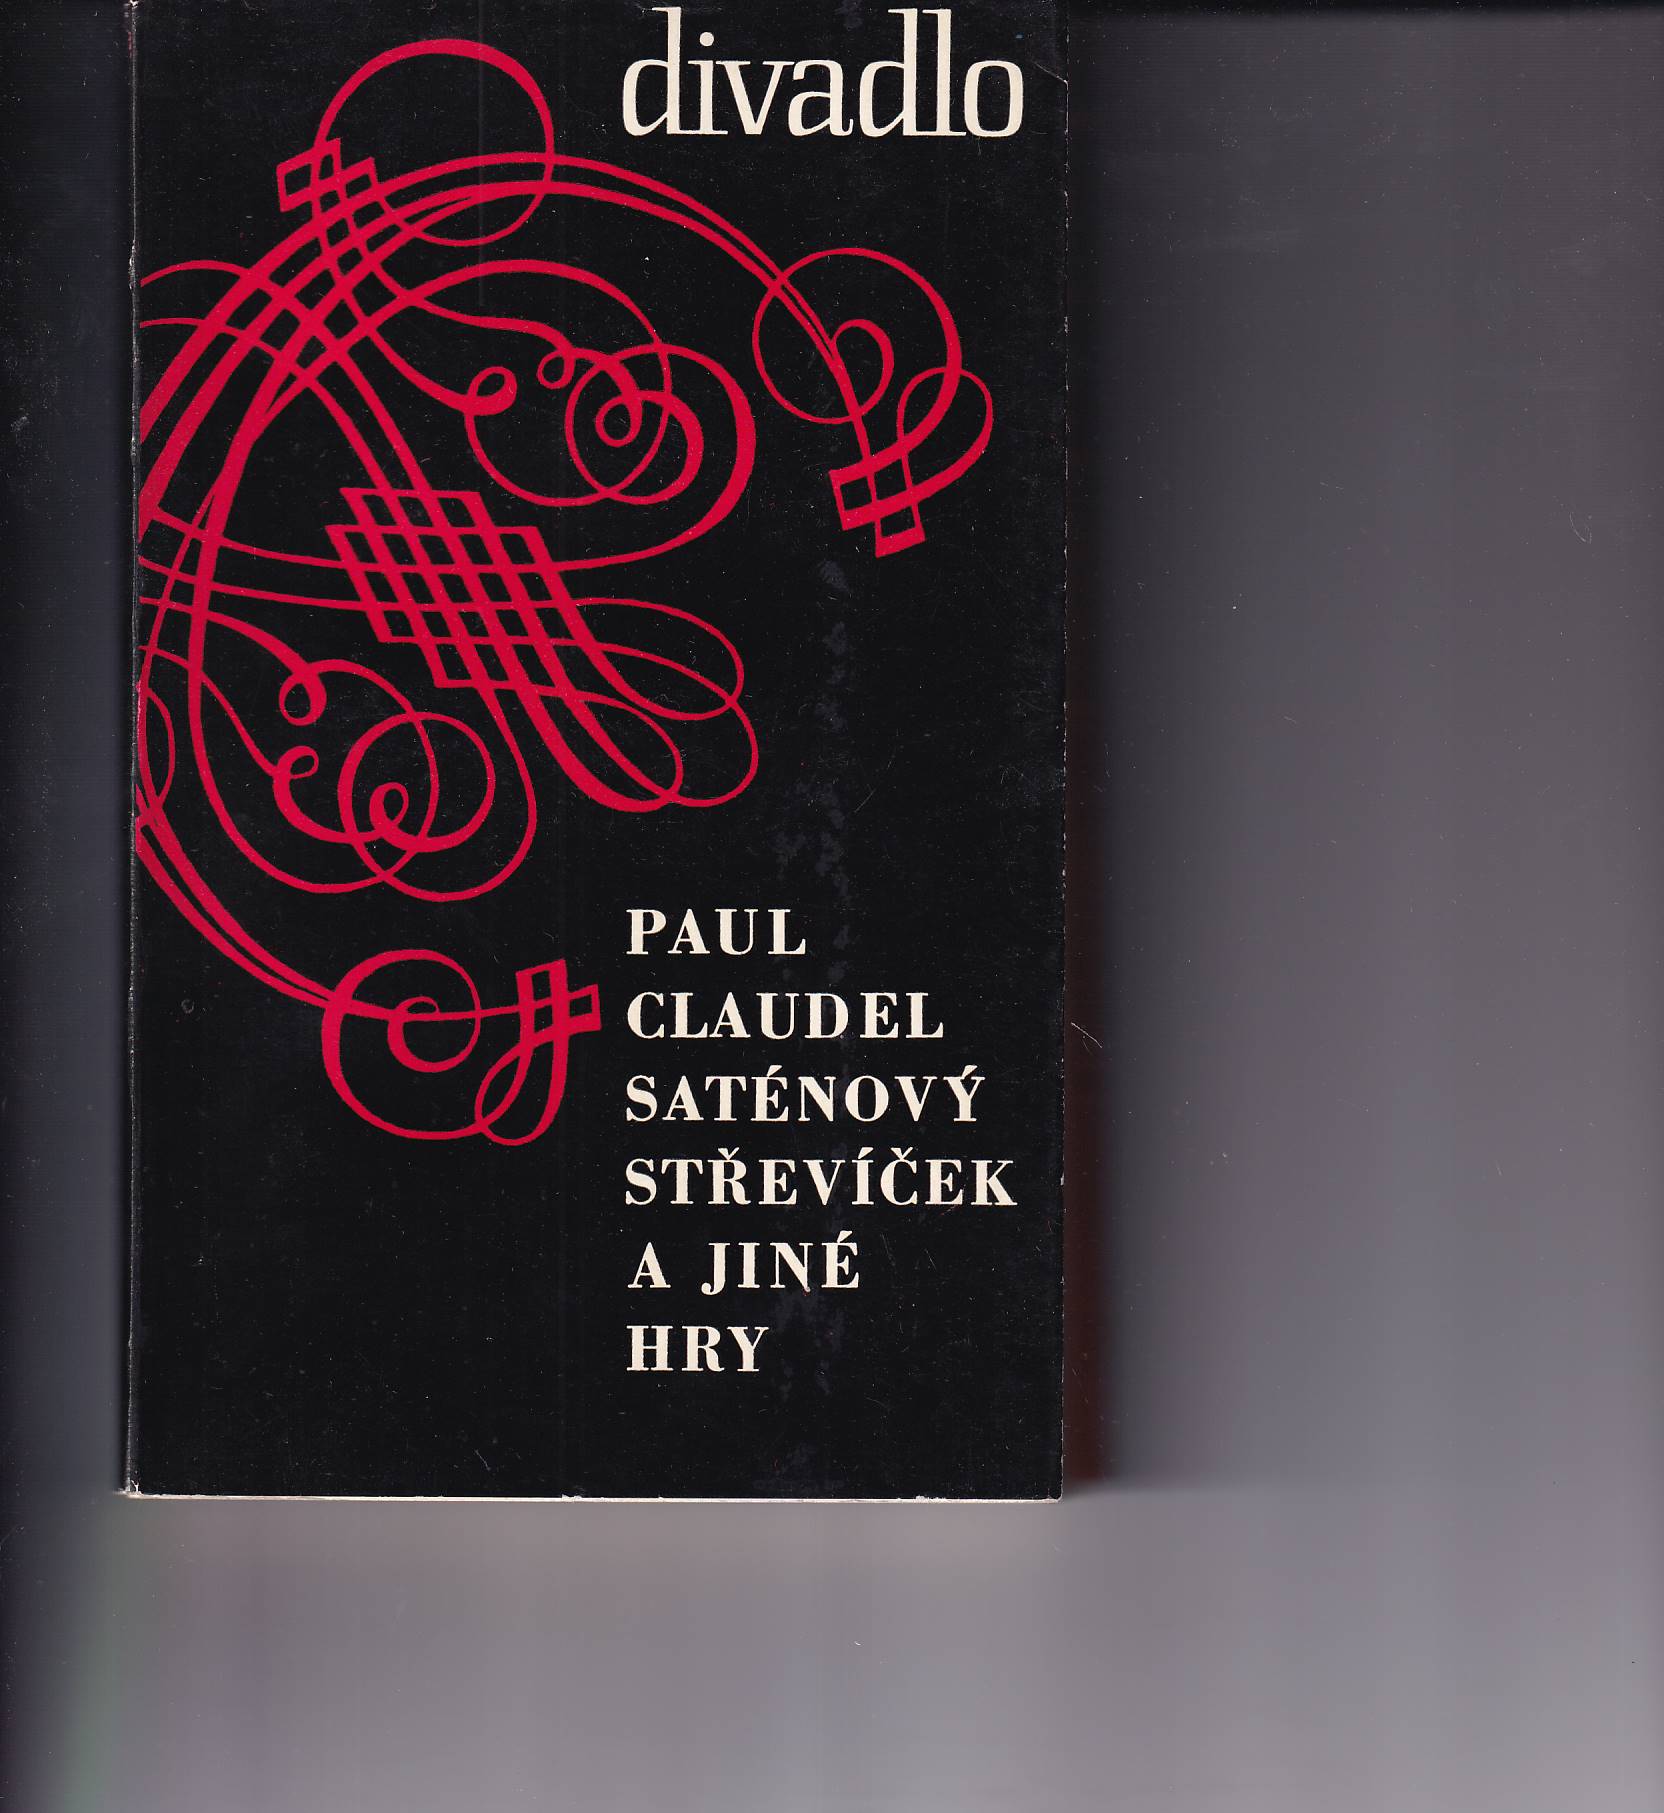 divadlo
PAUL
CLAUDEL
SATÉNOVÝ
STŘEVÍČEK
A JINÉ
HRY